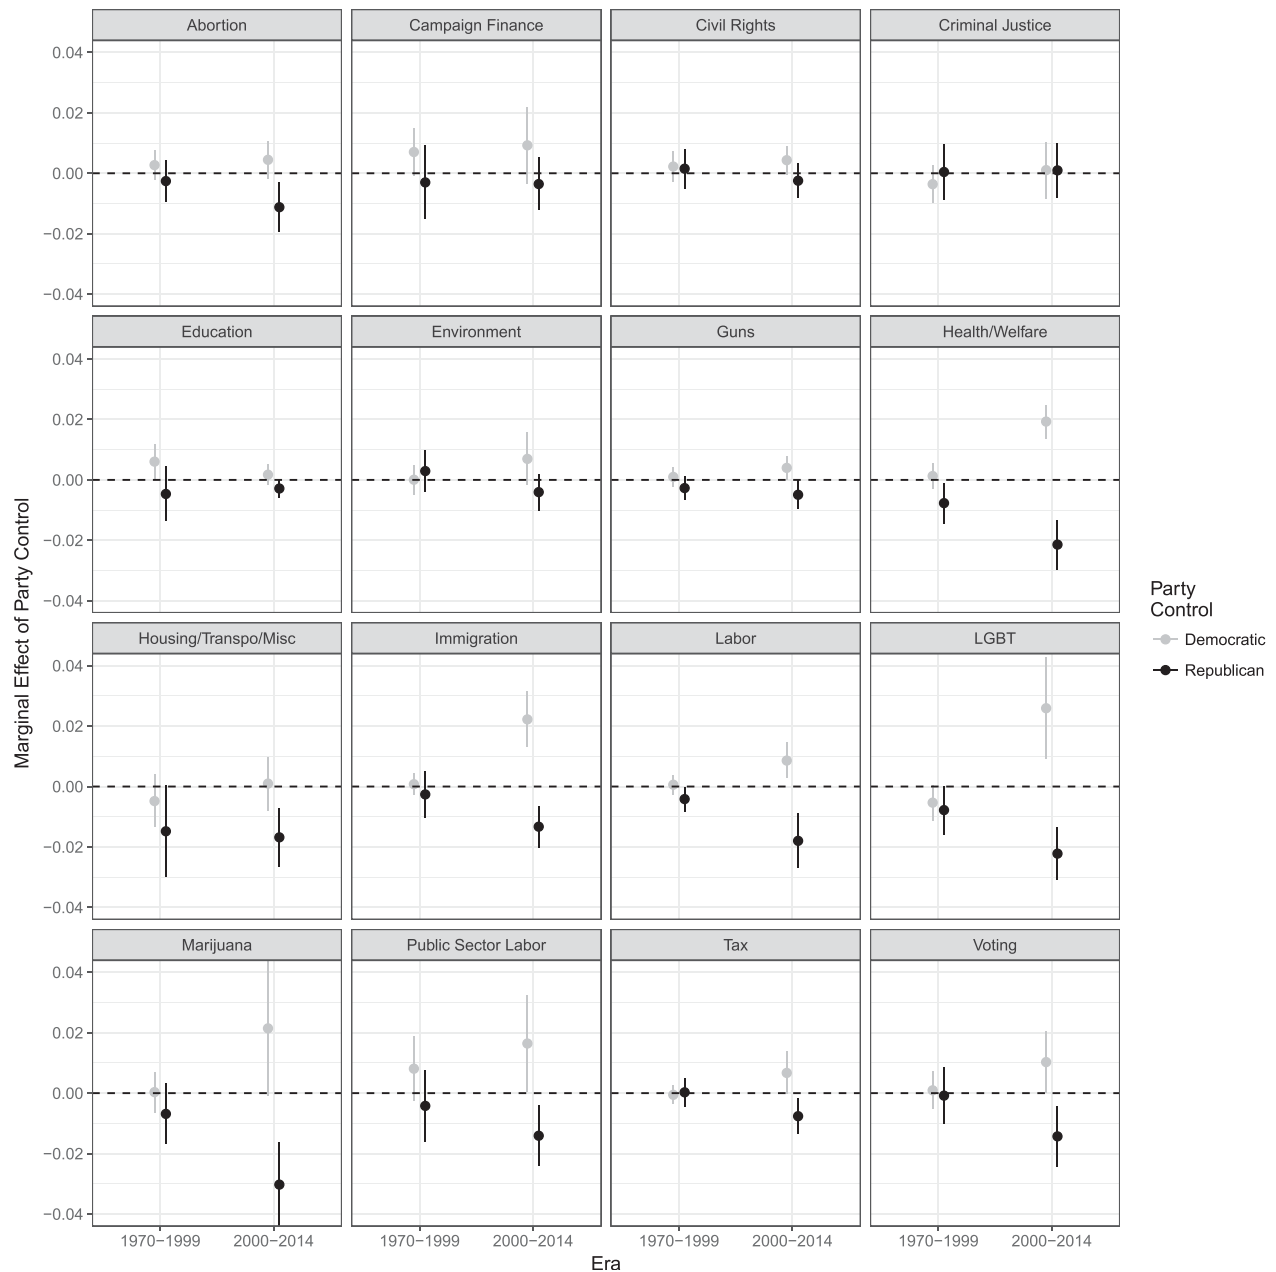 Abortion Campaign Finance Civil Rights Criminal Justice
0.04
0.02
0.00
−0.02
−0.04
Education Environment Guns Health/Welfare
0.04
0.02
0.00
−0.02
−0.04
Housing/Transpo/Misc Immigration Labor LGBT
0.04
0.02
0.00
−0.02
−0.04
Marijuana Public Sector Labor Tax Voting
0.04
0.02
0.00
−0.02
−0.04
1970−1999 2000−2014 1970−1999 2000−2014 1970−1999 2000−2014 1970−1999 2000−2014
Era
Marginal Effect of Party Control
Party
Control
Democratic
Republican